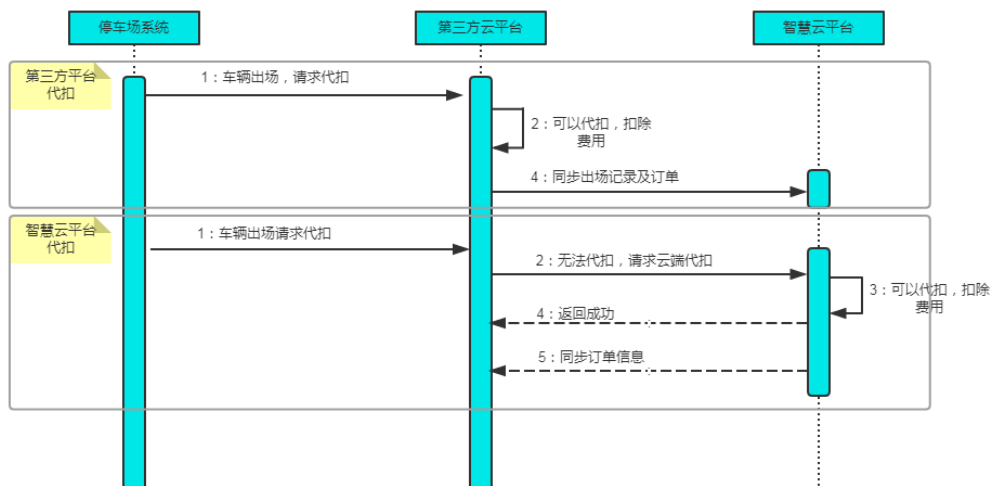 停车场系统
第三方云平台
智慧云平台
第三方平台
代扣
1：车辆出场，请求代扣
2：可以代扣，扣除
费用
4：同步出场记录及订单
智慧云平台
代扣
1：车辆出场请求代扣
2：无法代扣，请求云端代扣
3：可以代扣，扣除
费用
4：返回成功
5：同步订单信息